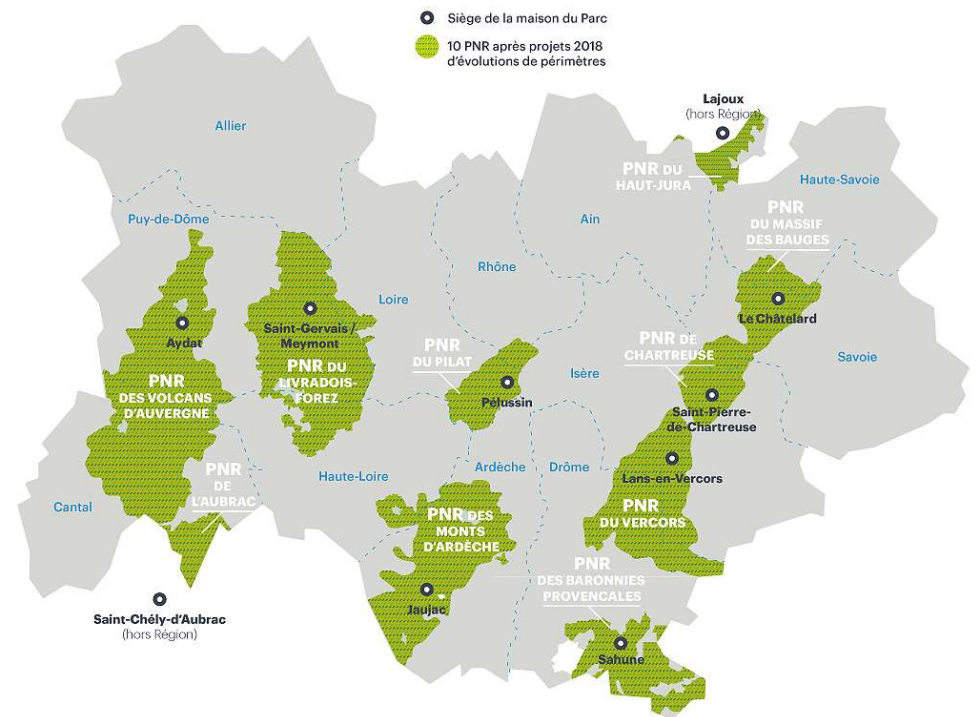 Siège de la maison du Parc
10 PNR après projets 2018
d'évolutions de périmètres
Lajoux
(hors Région)
Allier
PNR DU
HAUT-JURA
Haute-Savoie
Puy-de-Dôme
Ain
PNR
DU MASSIF
DES BAUGES
Rhône
Loire
Le Châtelard
Saint-Gervais /
Meymont
Aydat
PNR
DU PILAT
PNR DE
CHARTREUSE
Savoie
Isère
PNR DU
LIVRADOIS-
FOREZ
PNR
DES VOLCANS
D'AUVERGNE
Pélussin
Saint-Pierre-
de-Chartreuse
PNR
DE
L'AUBRAC
Haute-Loire
Ardèche
Drôme
Lans-en-Vercors
Cantal
PNR
DU VERCORS
PNR DES
MONTS
D'ARDÈCHE
PNR
DES BARONNIES
PROVENCALES
Jaujac
Saint-Chély-d'Aubrac
(hors Région)
Sahune